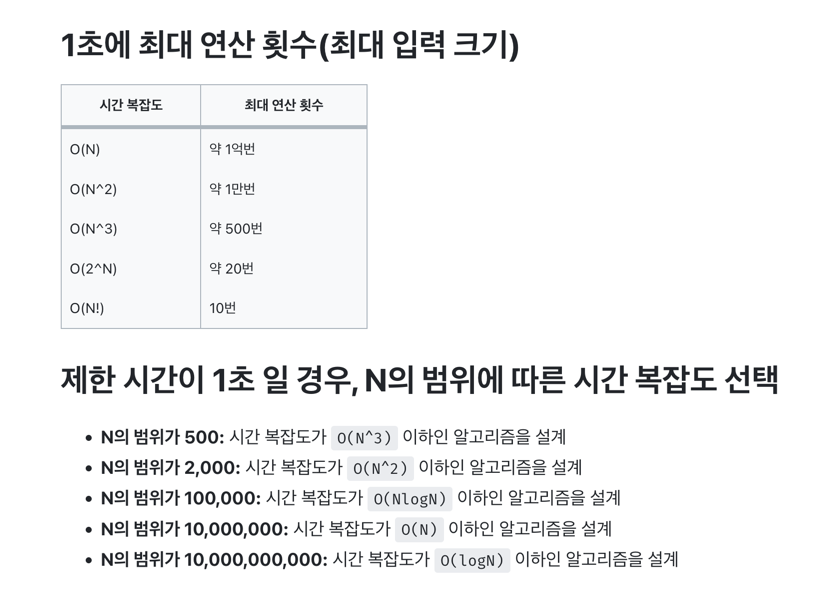 1초에 최대 연산 횟수(최대 입력 크기)
시간 복잡도 최대 연산 횟수
O(N) 약 1억번
O(N^2) 약 1만번
O(N^3) 약 500번
O(2^N) 약 20번
O(N!) 10번
제한 시간이 1초 일 경우, N의 범위에 따른 시간 복잡도 선택
• N의 범위가 500: 시간 복잡도가 O(N^3) 이하인 알고리즘을 설계
• N의 범위가 2,000: 시간 복잡도가 O(N^2) 이하인 알고리즘을 설계
• N의 범위가 100,000: 시간 복잡도가 O(NlogN) 이하인 알고리즘을 설계
• N의 범위가 10,000,000: 시간 복잡도가 O(N) 이하인 알고리즘을 설계
• N의 범위가 10,000,000,000: 시간 복잡도가 O(logN) 이하인 알고리즘을 설계